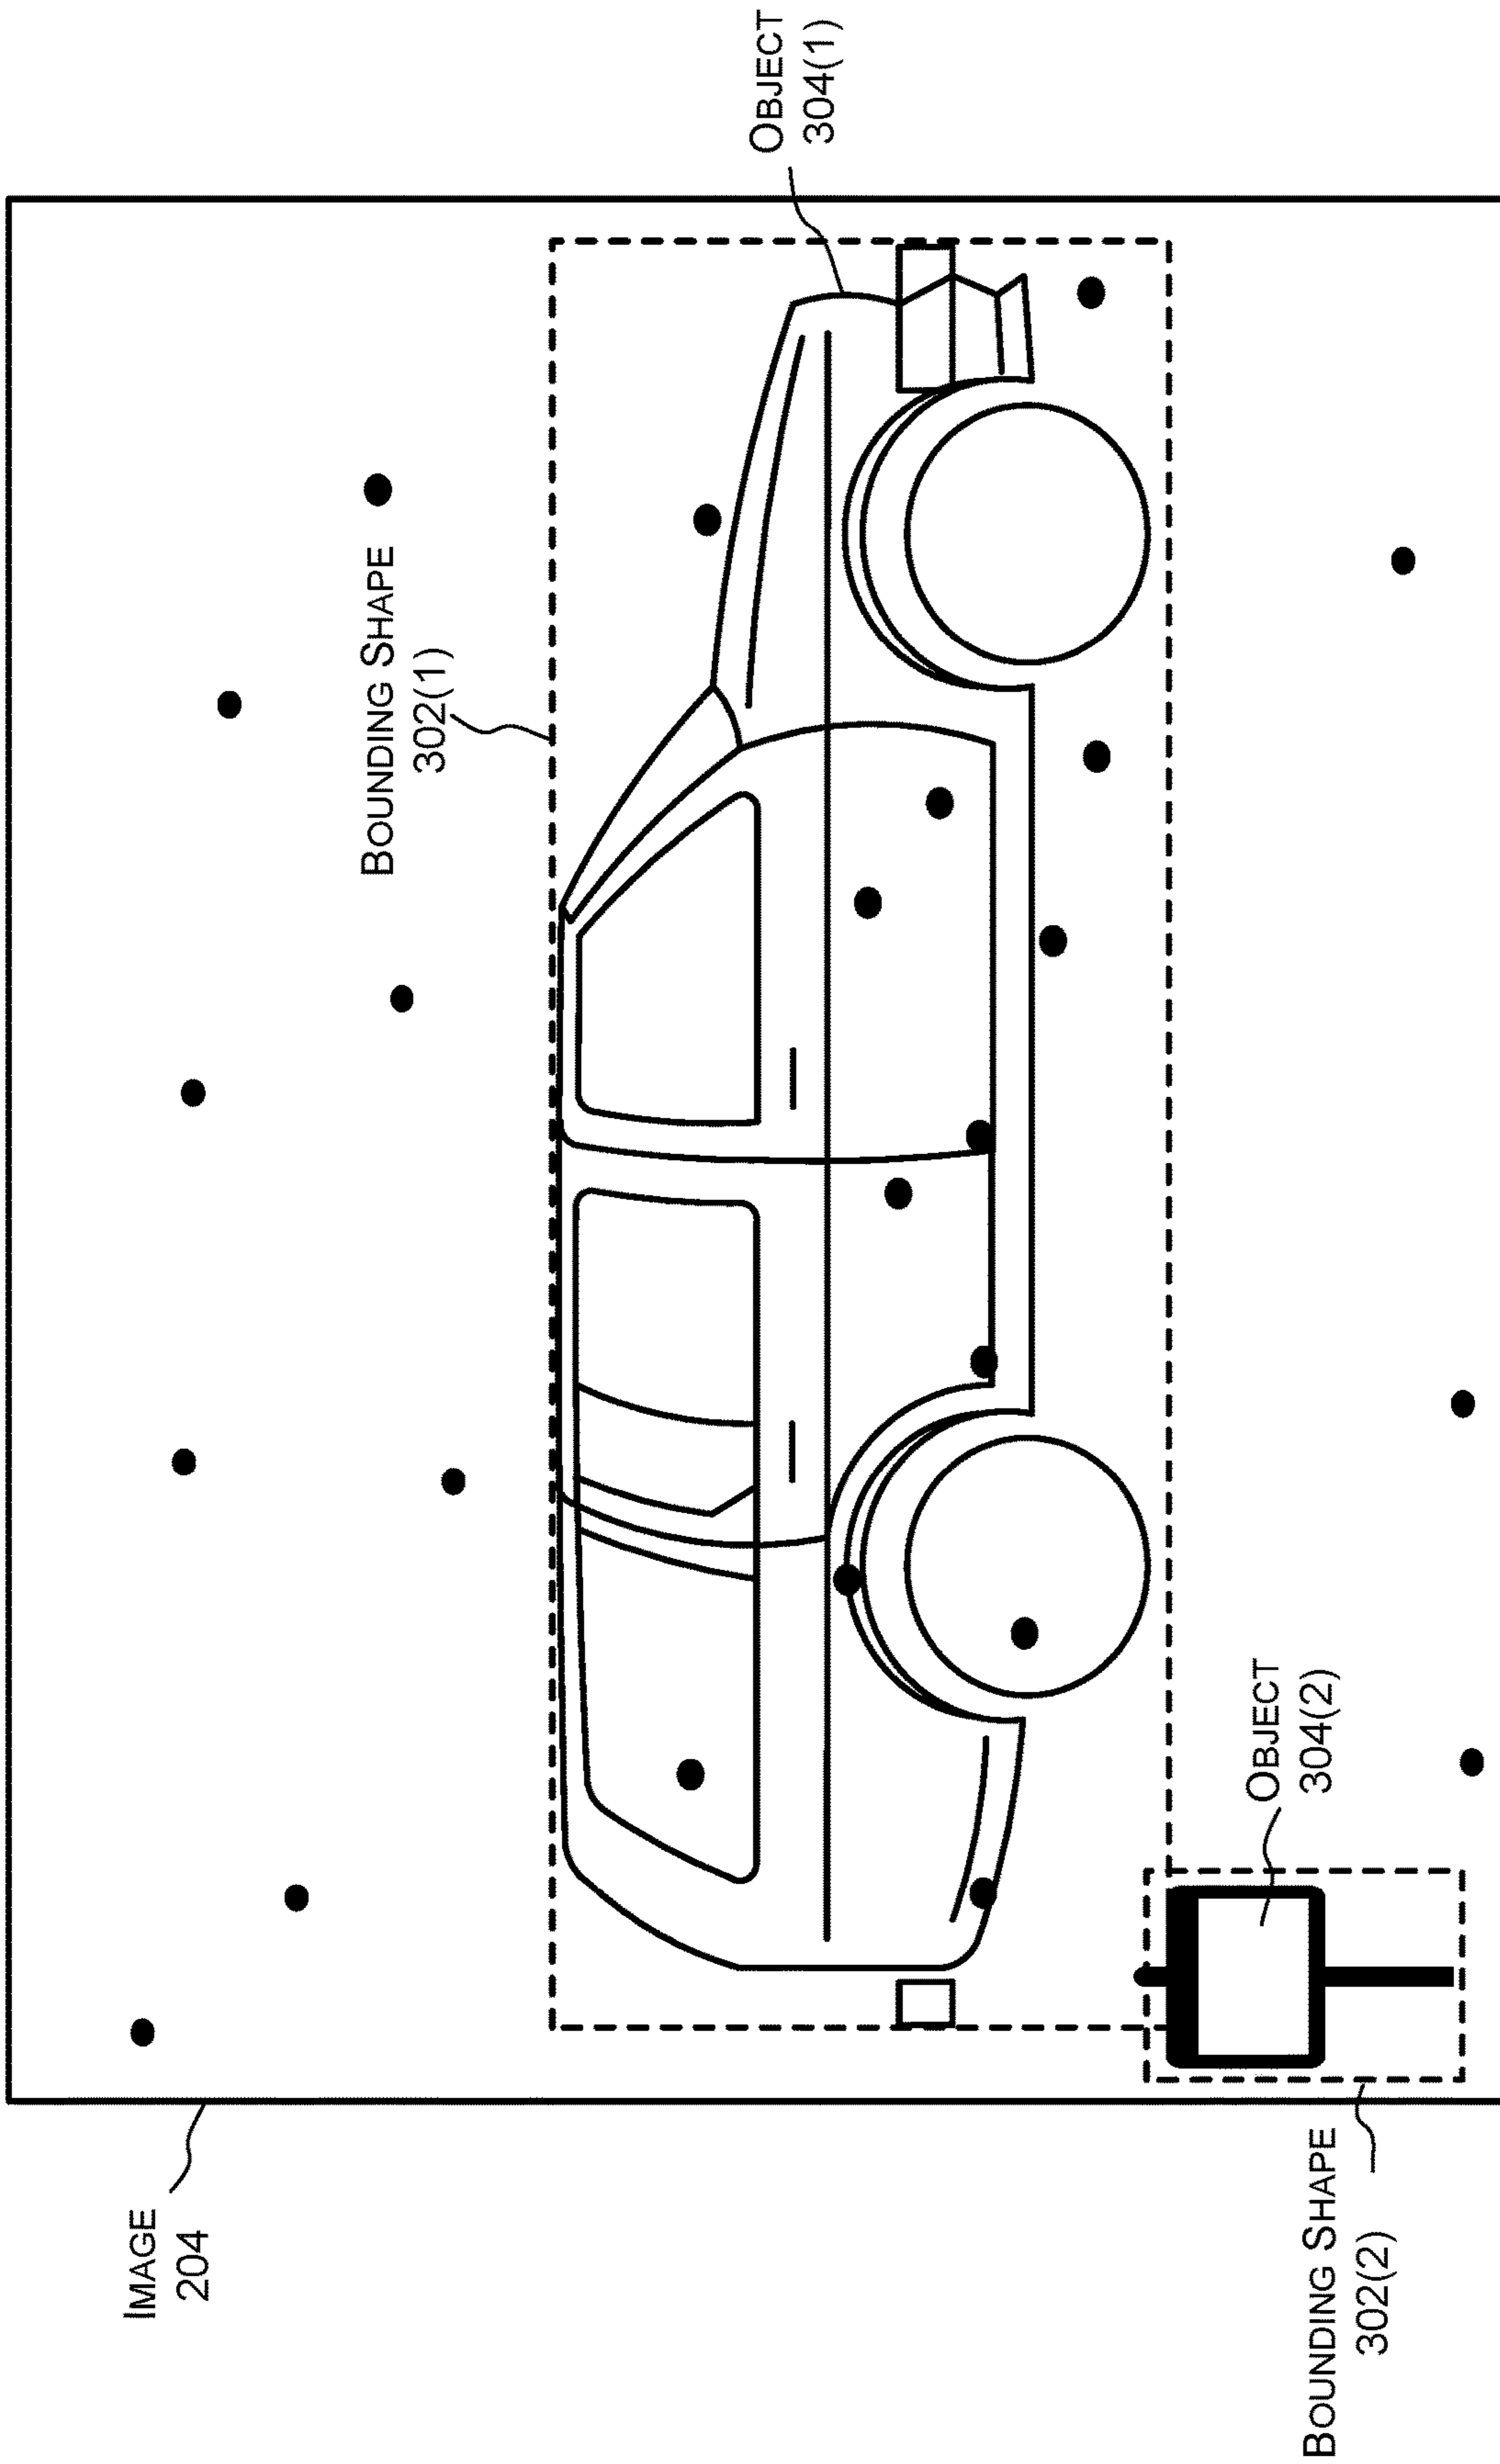 IMAGE
204
BOUNDING SHAPE
302(1)
OBJECT
304(1)
BOUNDING SHAPE
302(2)
OBJECT
304(2)